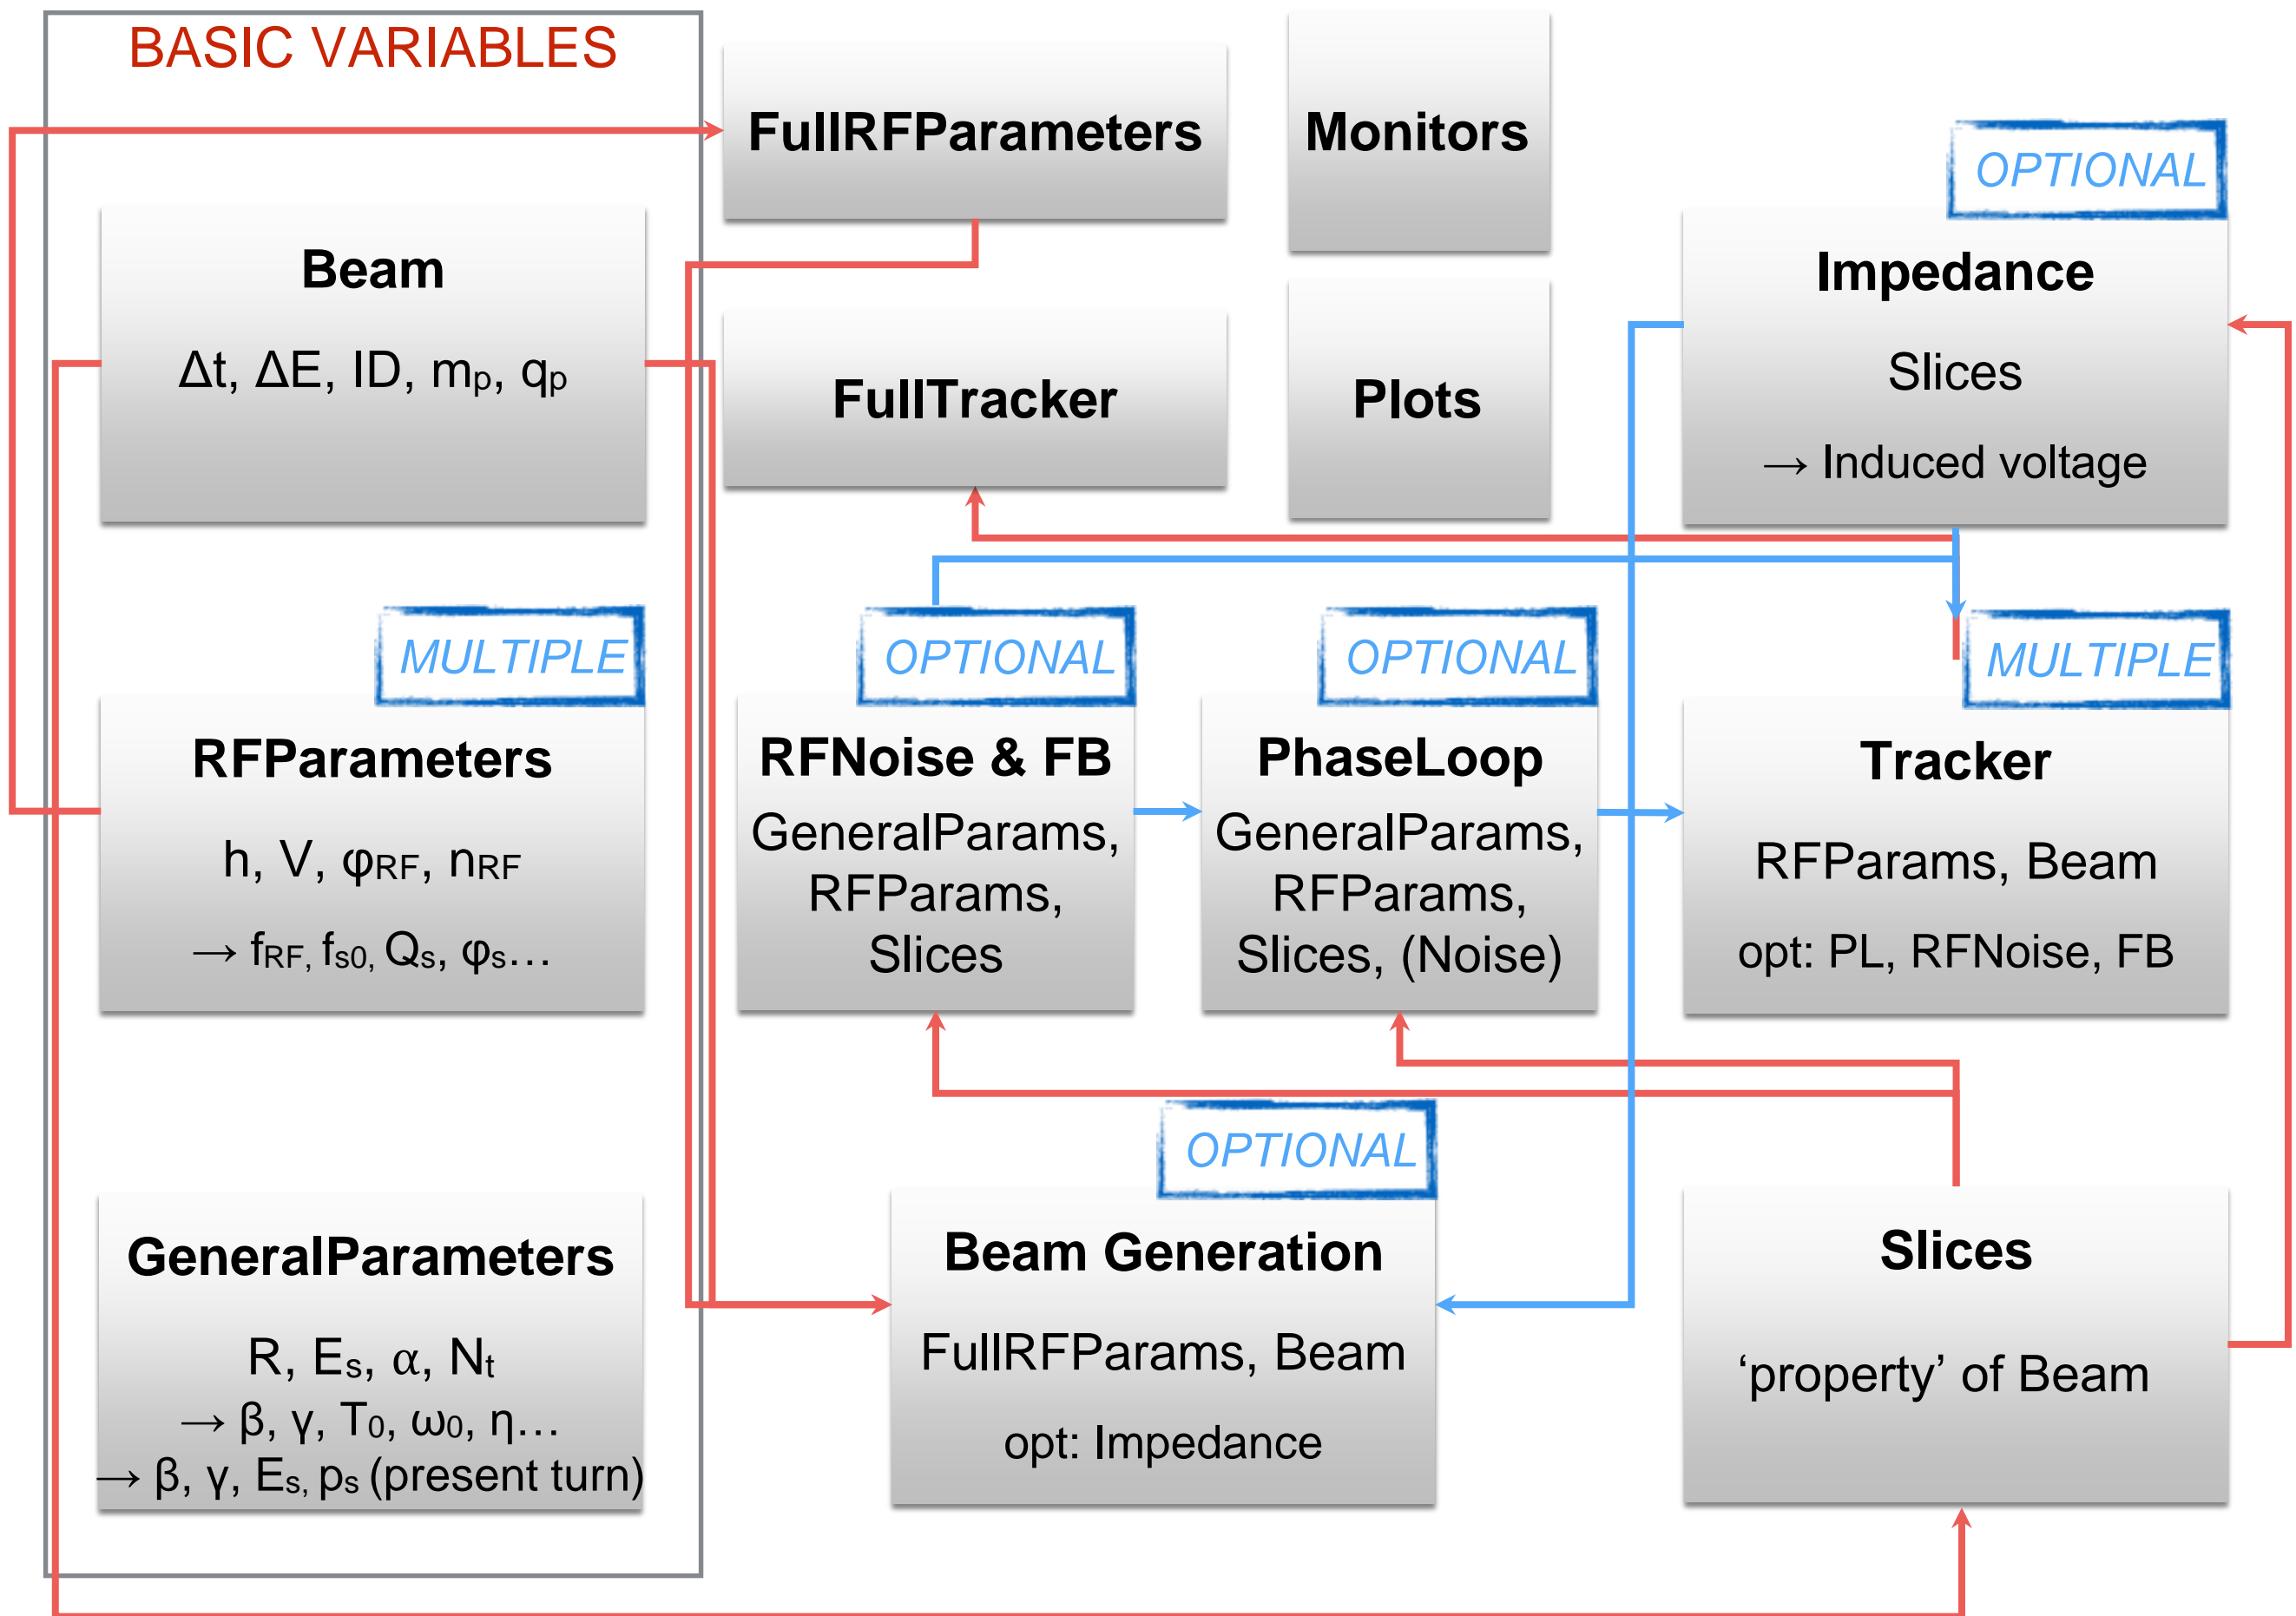 BASIC VARIABLES
Beam
Δt, ΔE, ID, mp, qp
MULTIPLE
RFParameters
h, V, φRF, nRF
→ fRF, fs0, Qs, φs…
GeneralParameters
R, Es, α, Nt
→ β, γ, T0, ω0, η…
→ β, γ, Es, ps (present turn)
FullRFParameters
Monitors
FullTracker
Plots
OPTIONAL
Impedance
Slices
→ Induced voltage
OPTIONAL
RFNoise & FB
GeneralParams,
RFParams,
Slices
OPTIONAL
PhaseLoop
GeneralParams,
RFParams,
Slices, (Noise)
MULTIPLE
Tracker
RFParams, Beam
opt: PL, RFNoise, FB
OPTIONAL
Beam Generation
FullRFParams, Beam
opt: Impedance
Slices
‘property’ of Beam